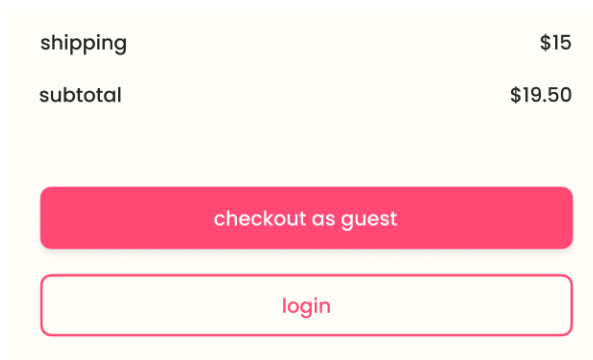 shipping $15
subtotal $19.50
checkout as guest
login